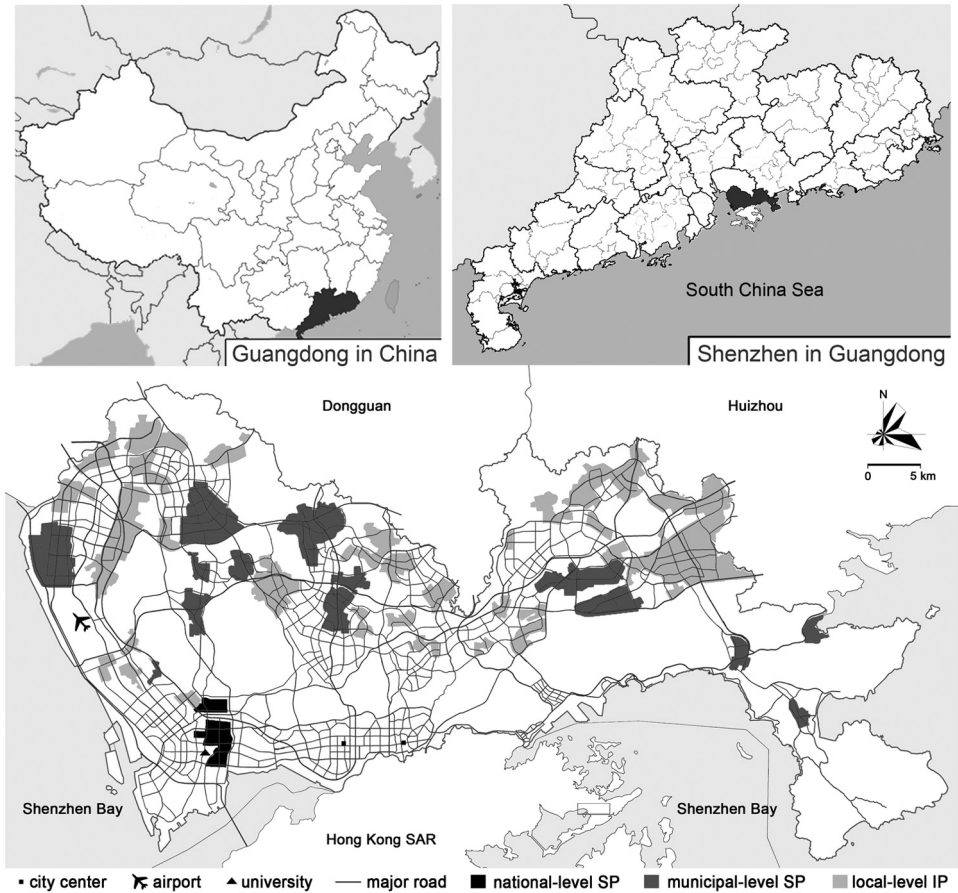 Guangdong in China
South China Sea
Shenzhen in Guangdong
Dongguan
Huizhou
N
0 5 km
Shenzhen Bay
Hong Kong SAR
Shenzhen Bay
city center airport university major road national-level SP municipal-level SP local-level IP